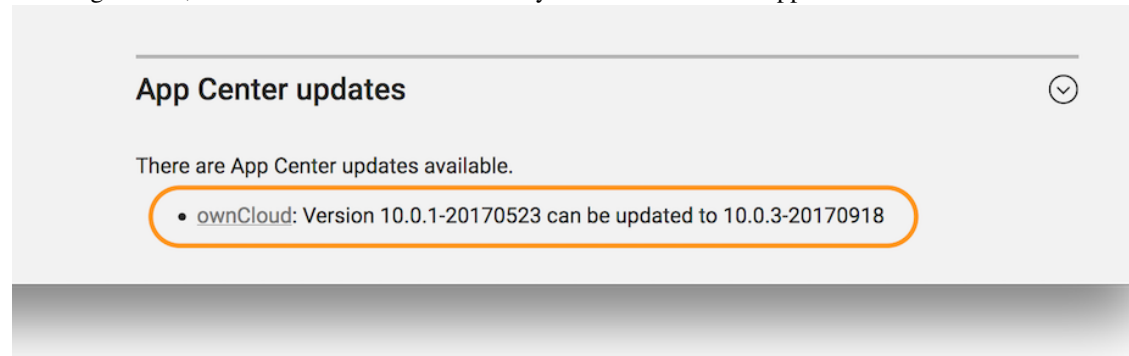 App Center updates
There are App Center updates available.
• ownCloud: Version 10.0.1-20170523 can be updated to 10.0.3-20170918